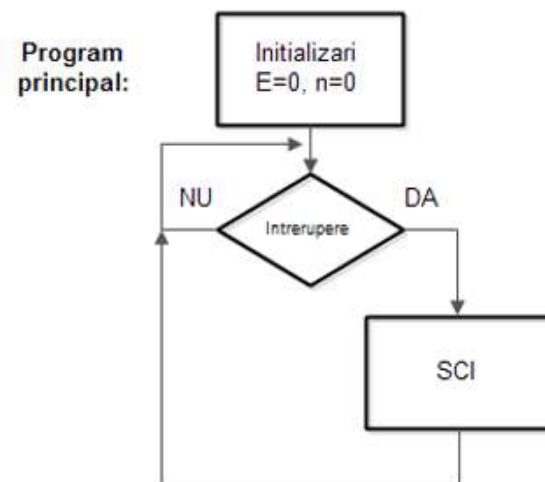 Program
principal:
Initializari
E=0, n=0
NU
DA
Intrerupere
SCI